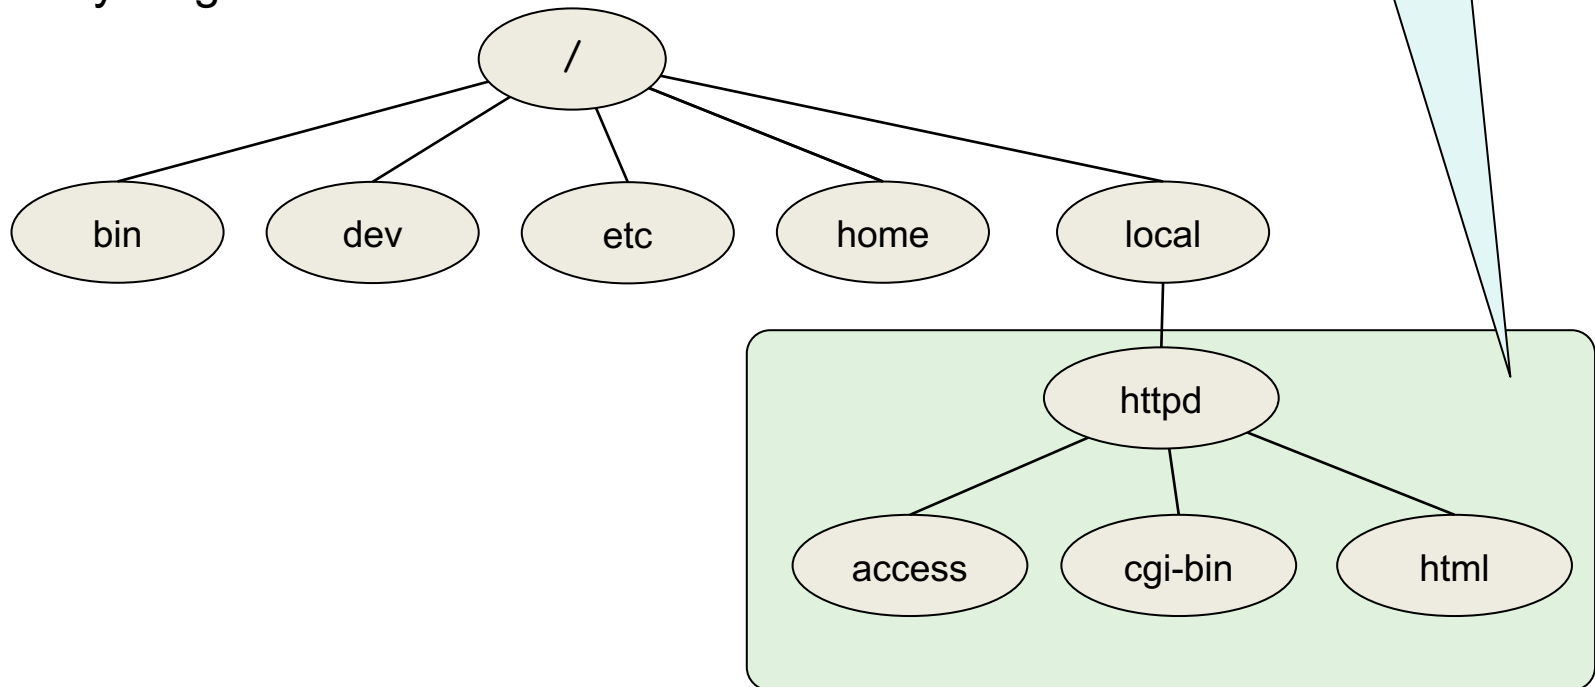 /
bin dev etc home local
httpd
access cgi-bin html